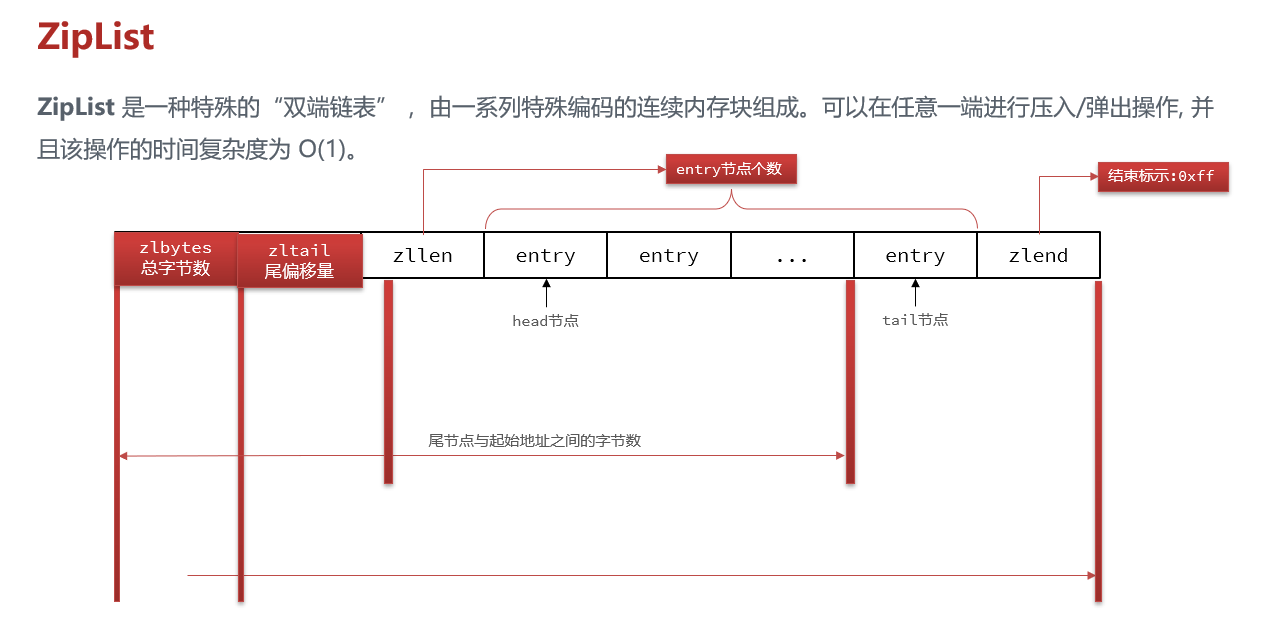 ZipList
ZipList 是一种特殊的“双端链表” ，由一系列特殊编码的连续内存块组成。可以在任意一端进行压入/弹出操作, 并
且该操作的时间复杂度为 O(1)。
entry节点个数
结束标示:0xff
zlbytes
总字节数
zltail
尾偏移量
zllen
entry
entry
...
entry
zlend
head节点
tail节点
尾节点与起始地址之间的字节数